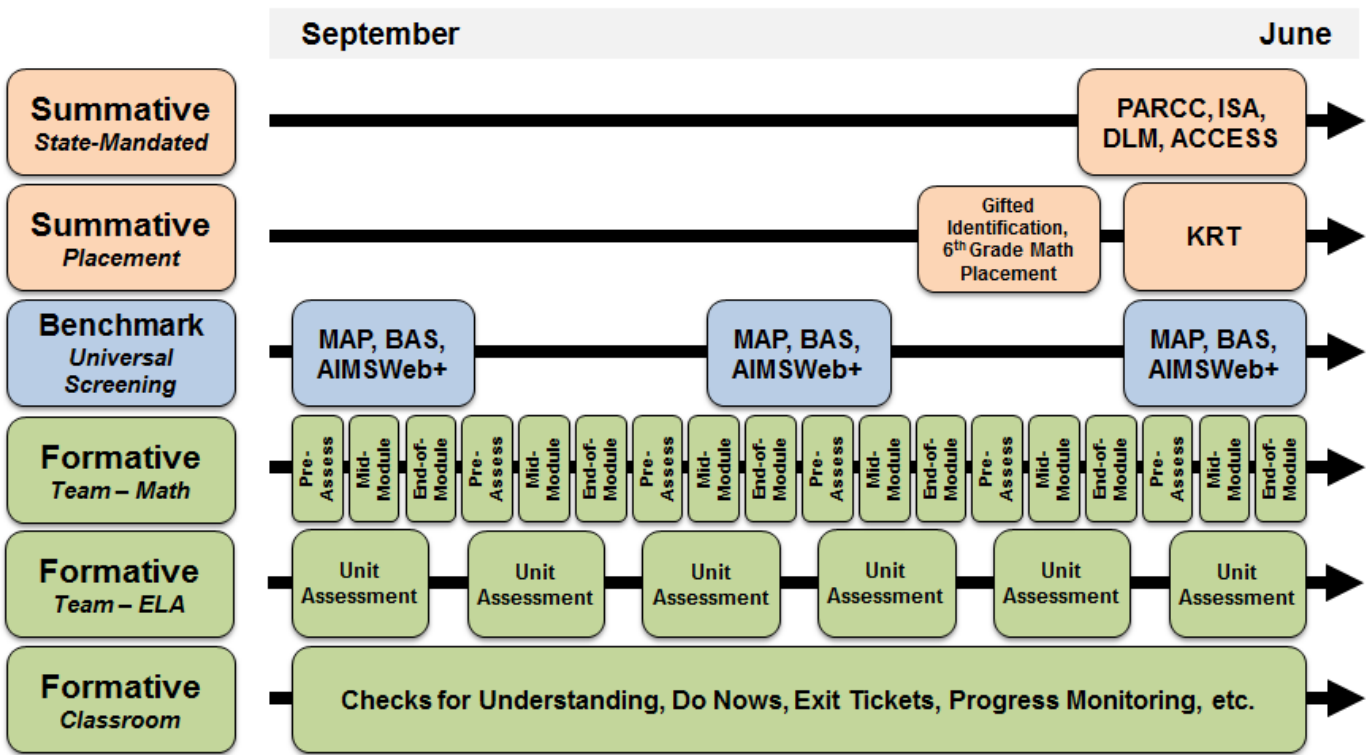 September June
Summative
State-Mandated
PARCC, ISA,
DLM, ACCESS
Summative
Placement
Gifted
Identification,
6th Grade Math
Placement
KRT
Benchmark
Universal
Screening
MAP, BAS,
AIMSWeb+
MAP, BAS,
AIMSWeb+
MAP, BAS,
AIMSWeb+
Formative
Team – Math
Pre-
Assess
Mid-
Module
End-of-
Module
Pre-
Assess
Mid-
Module
End-of-
Module
Pre-
Assess
Mid-
Module
End-of-
Module
Pre-
Assess
Mid-
Module
End-of-
Module
Pre-
Assess
Mid-
Module
End-of-
Module
Pre-
Assess
Mid-
Module
End-of-
Module
Formative
Team – ELA
Unit
Assessment
Unit
Assessment
Unit
Assessment
Unit
Assessment
Unit
Assessment
Unit
Assessment
Formative
Classroom
Checks for Understanding, Do Nows, Exit Tickets, Progress Monitoring, etc.